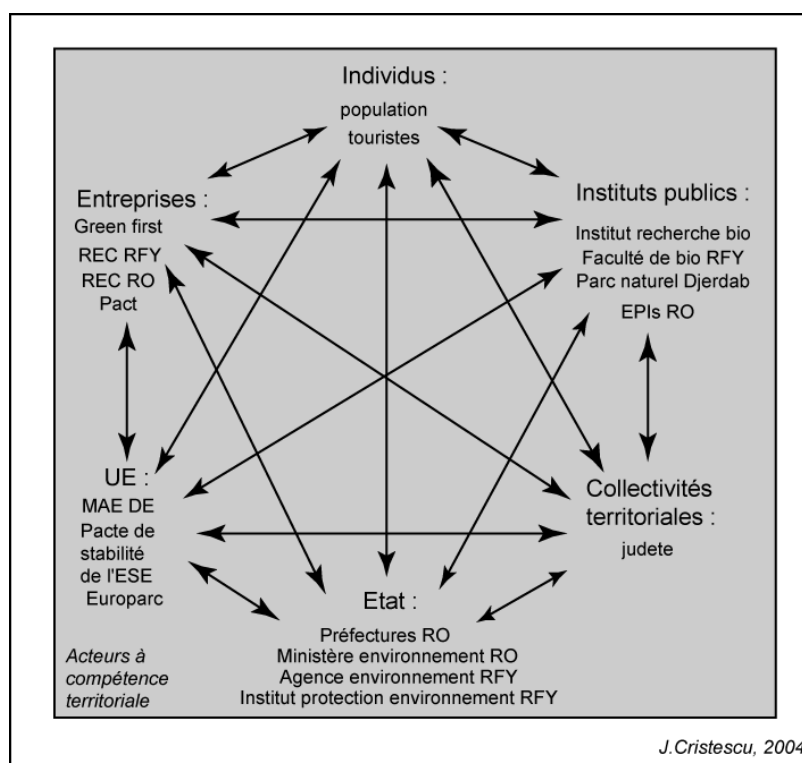 Individus :
population
touristes
Entreprises :
Green first
REC RFY
REC RO
Pact
Instituts publics :
Institut recherche bio
Faculté de bio RFY
Parc naturel Djerdab
EPIs RO
UE :
MAE DE
Pacte de
stabilité
de l'ESE
Europarc
Collectivités
territoriales :
judete
Etat :
Préfectures RO
Ministère environnement RO
Agence environnement RFY
Institut protection environnement RFY
Acteurs à
compétence
territoriale
J.Cristescu, 2004